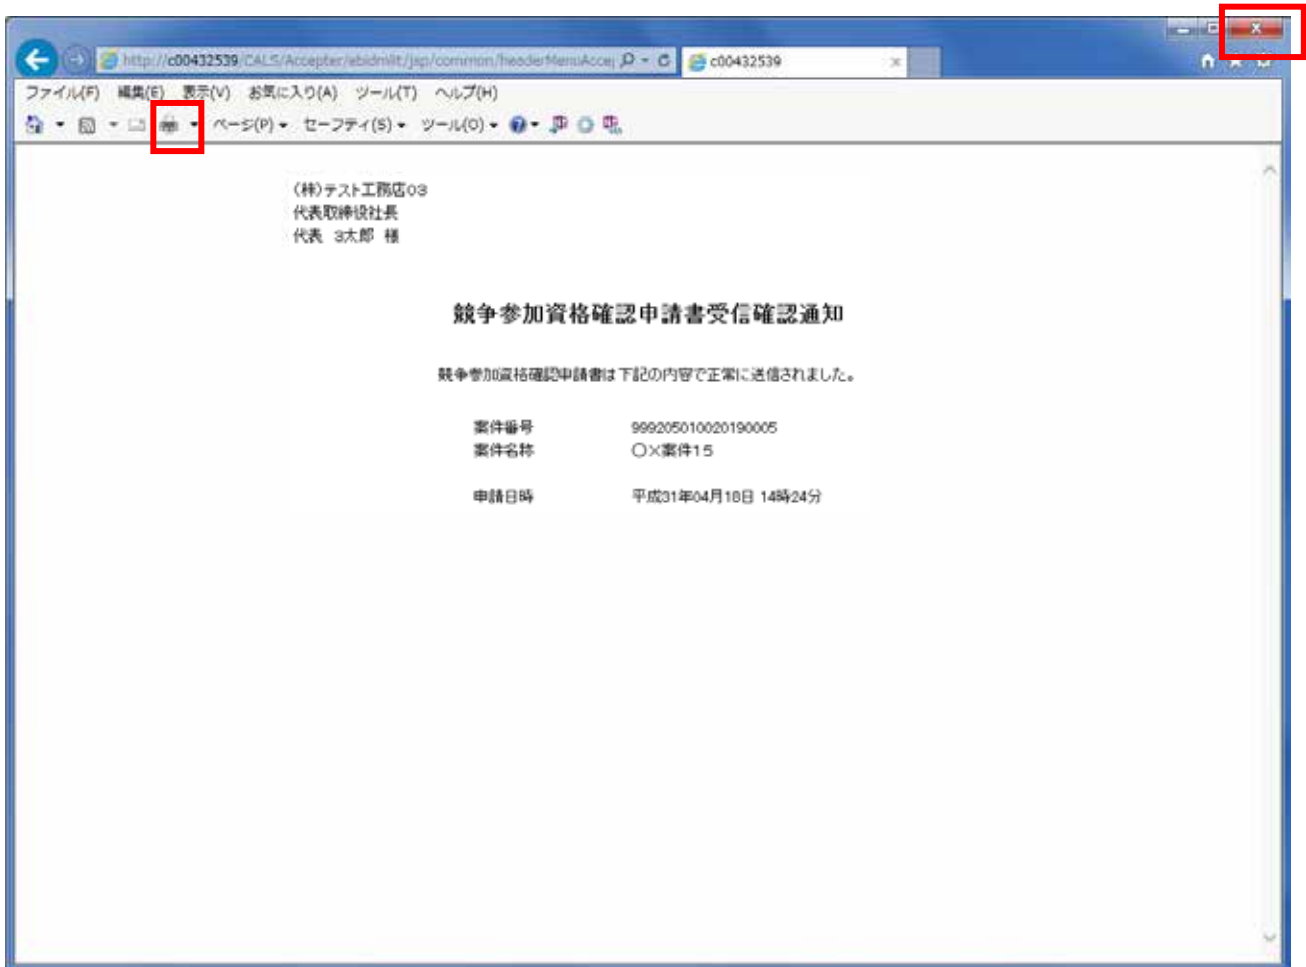 http://c00432539/CALS/Accepter/ebidmlit/jsp/common/headerMenuAccep
c00432539
ファイル(F) 編集(E) 表示(V) お気に入り(A) ツール(T) ヘルプ(H)
ページ(P) セーフティ(S) ツール(O)
(株)テスト工務店03
代表取締役社長
代表 3太郎 様
競争参加資格確認申請書受信確認通知
競争参加資格確認申請書は下記の内容で正常に送信されました。
案件番号 999205010020190005
案件名称 〇×案件15
申請日時 平成31年04月18日 14時24分